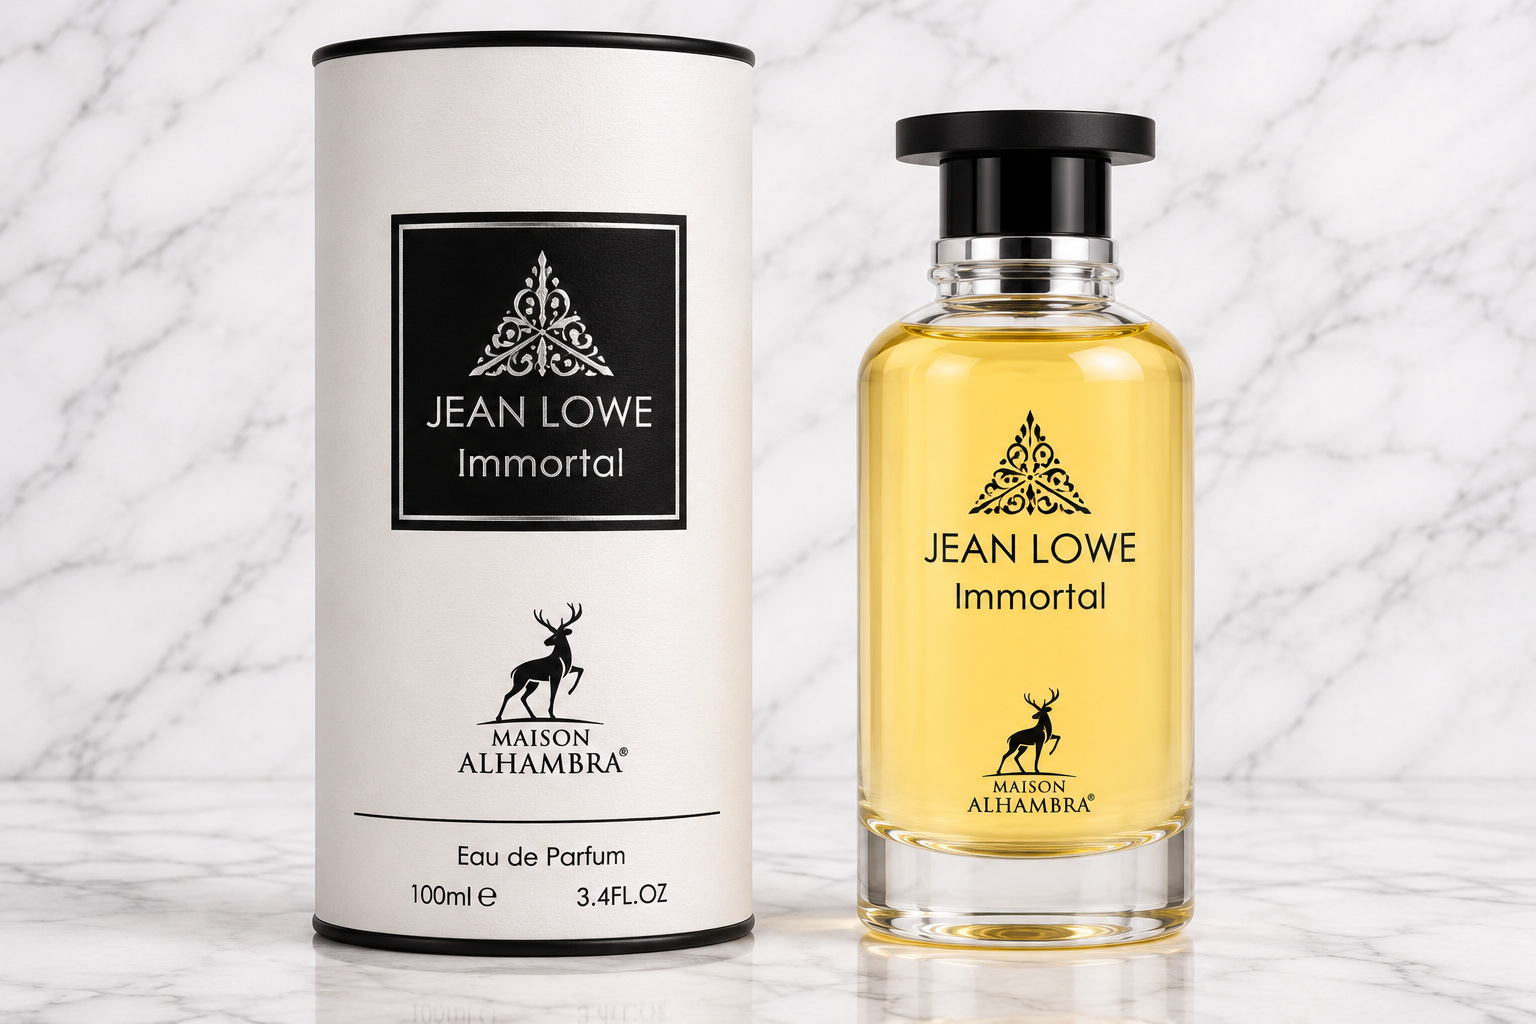 JEAN LOWE
Immortal
MAISON
ALHAMBRA®
Eau de Parfum
100ml ℮
3.4FL.OZ
JEAN LOWE
Immortal
MAISON
ALHAMBRA®